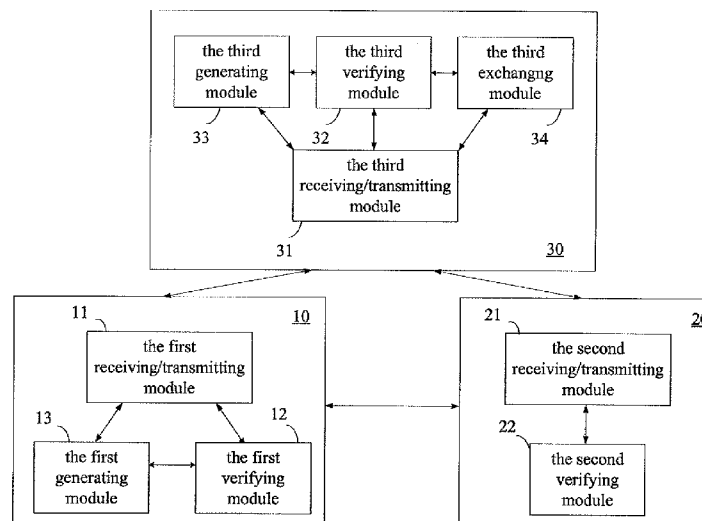 the third
generating
module
the third
verifying
module
the third
exchangng
module
33
32
34
the third
receiving/transmitting
module
31
30
11
10
the first
receiving/transmitting
module
13
12
the first
generating
module
the first
verifying
module
21
20
the second
receiving/transmitting
module
22
the second
verifying
module